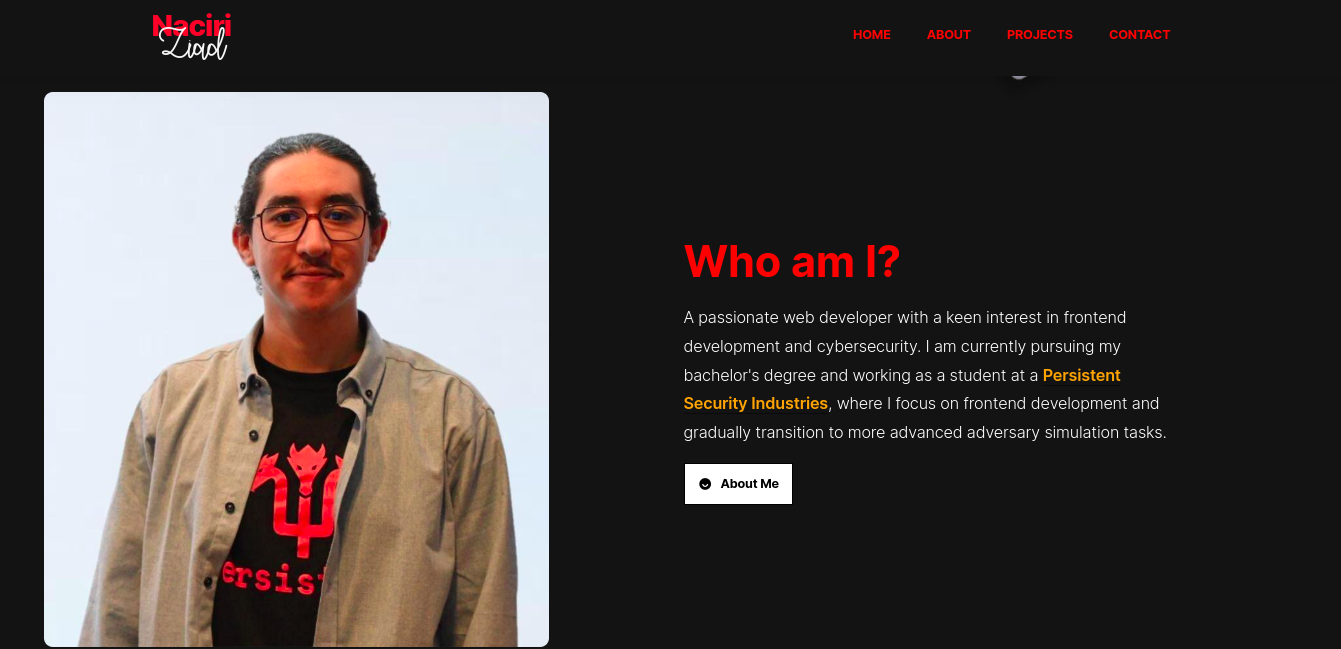 Naciri
Ziad
HOME ABOUT PROJECTS CONTACT
Who am I?
A passionate web developer with a keen interest in frontend
development and cybersecurity. I am currently pursuing my
bachelor's degree and working as a student at a Persistent
Security Industries, where I focus on frontend development and
gradually transition to more advanced adversary simulation tasks.
About Me
ersist